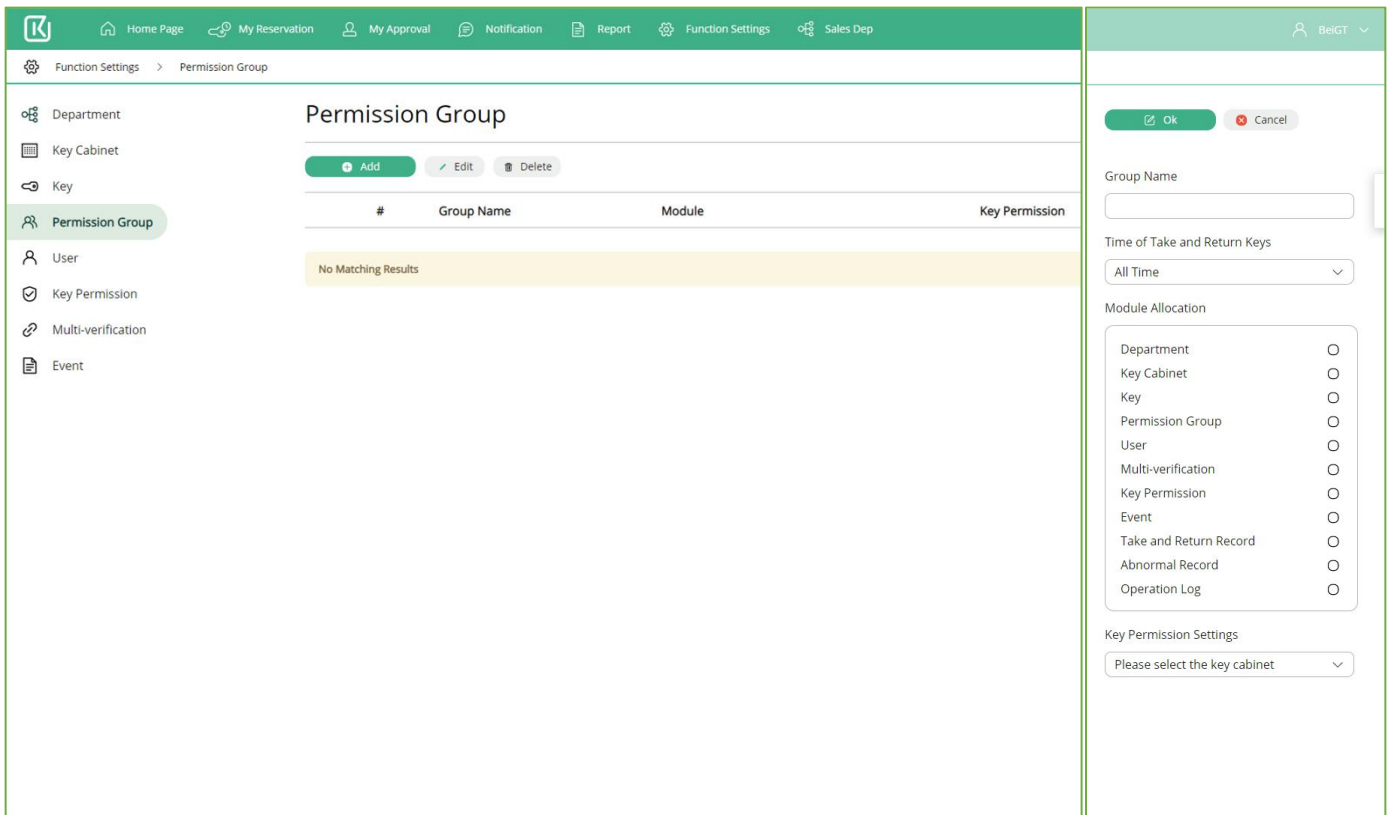 Home Page My Reservation My Approval Notification Report Function Settings Sales Dep
BeiGT
Function Settings > Permission Group
Department
Key Cabinet
Key
Permission Group
User
Key Permission
Multi-verification
Event
Permission Group
Add Edit Delete
# Group Name Module Key Permission
No Matching Results
Ok Cancel
Group Name
Time of Take and Return Keys
All Time
Module Allocation
Department
Key Cabinet
Key
Permission Group
User
Multi-verification
Key Permission
Event
Take and Return Record
Abnormal Record
Operation Log
Key Permission Settings
Please select the key cabinet